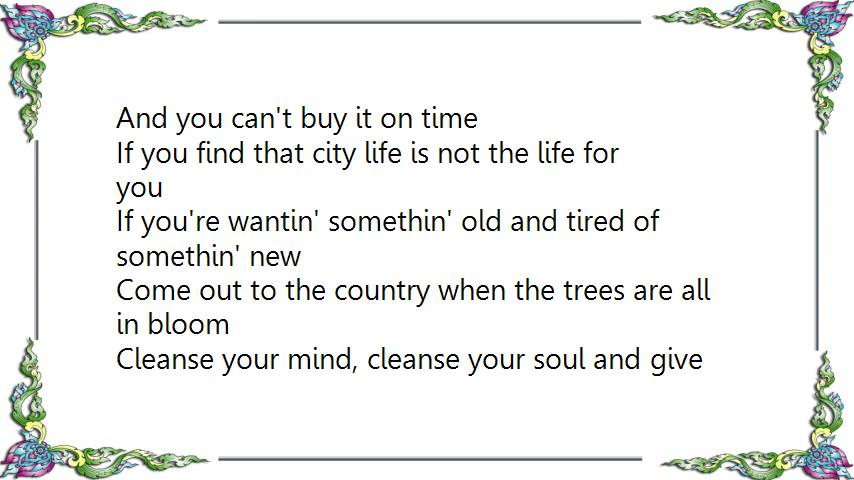 And you can't buy it on time
If you find that city life is not the life for
you
If you're wantin' somethin' old and tired of
somethin' new
Come out to the country when the trees are all
in bloom
Cleanse your mind, cleanse your soul and give